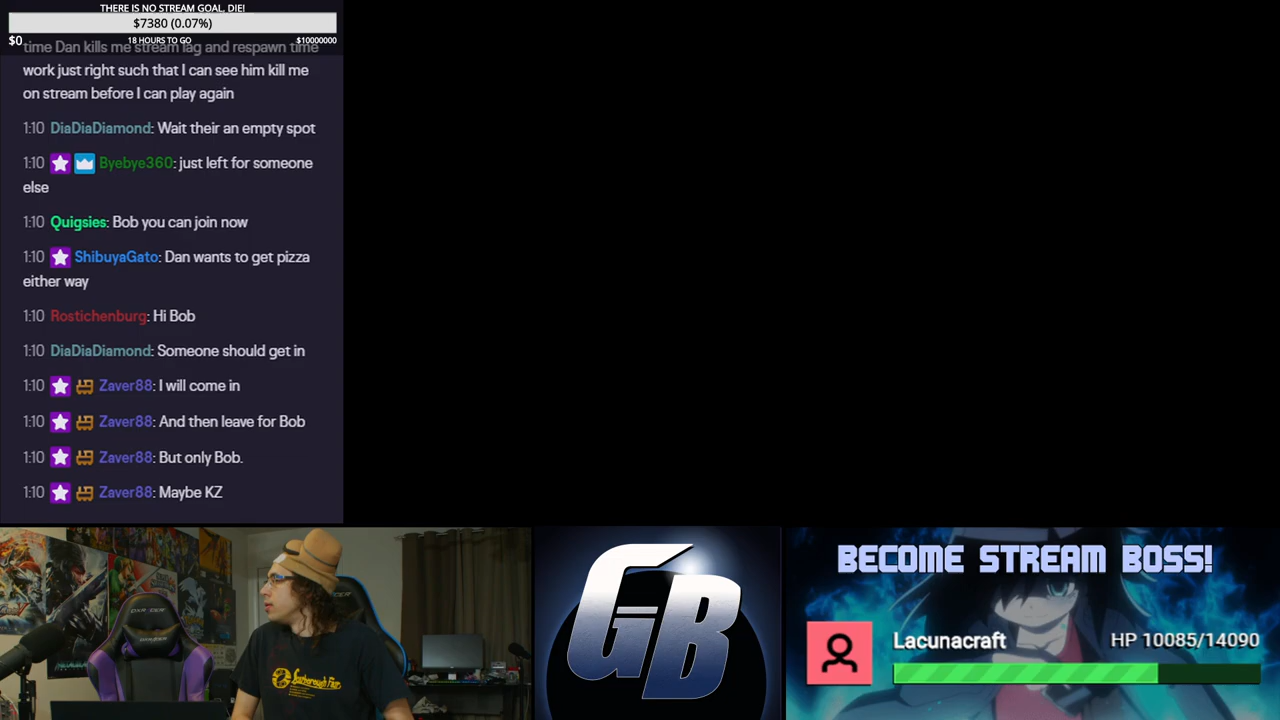 THERE IS NO STREAM GOAL, DIE!
$7380 (0.07%)
$0 18 HOURS TO GO $10000000
time Dan kills me stream lag and respawn time
work just right such that I can see him kill me
on stream before I can play again
1:10 DiaDiaDiamond: Wait their an empty spot
1:10 Byebye360: just left for someone
else
1:10 Quigsies: Bob you can join now
1:10 ShibuyaGato: Dan wants to get pizza
either way
1:10 Rostichenburg: Hi Bob
1:10 DiaDiaDiamond: Someone should get in
1:10 Zaver88: I will come in
1:10 Zaver88: And then leave for Bob
1:10 Zaver88: But only Bob.
1:10 Zaver88: Maybe KZ
Scarborough Fair
GB
BECOME STREAM BOSS!
Lacunacraft HP 10085/14090